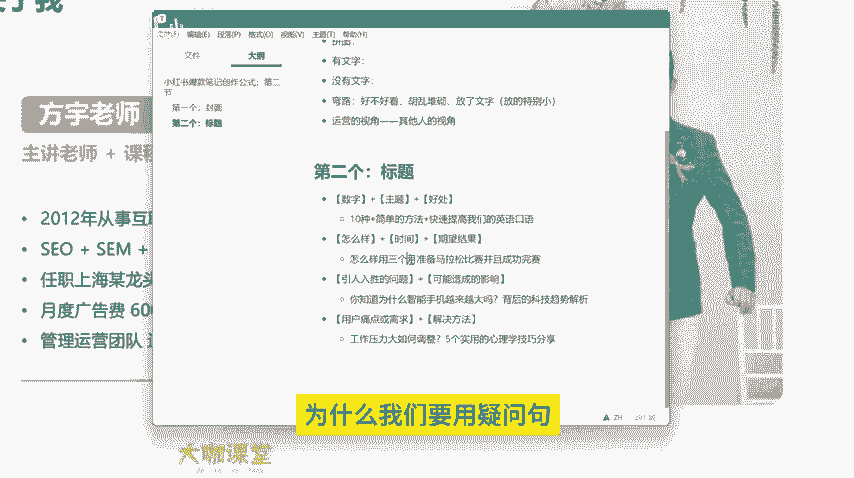 方宇老师
主讲老师 + 课程
• 2012年从事互联
• SEO + SEM +
• 任职上海某龙头
• 月度广告费 600
• 管理运营团队
编辑(E) 段落(P) 格式(O) 视图(V) 主题(T) 帮助(H)
文件 大纲
小红书爆款笔记创作公式：第二节
第一个：封面
第二个：标题
• 拼图：
• 有文字：
• 没有文字：
• 弯路：好不好看、胡乱堆砌、放了文字（放的特别小）
• 运营的视角——其他人的视角
第二个：标题
• 【数字】+【主题】+【好处】
○ 10种+简单的方法+快速提高我们的英语口语
• 【怎么样】+【时间】+【期望结果】
○ 怎么样用三个月准备马拉松比赛并且成功完赛
• 【引人入胜的问题】+【可能造成的影响】
○ 你知道为什么智能手机越来越大吗？背后的科技趋势解析
• 【用户痛点或需求】+【解决方法】
○ 工作压力大如何调整？5个实用的心理学技巧分享
ZH
为什么我们要用疑问句
大咖课堂